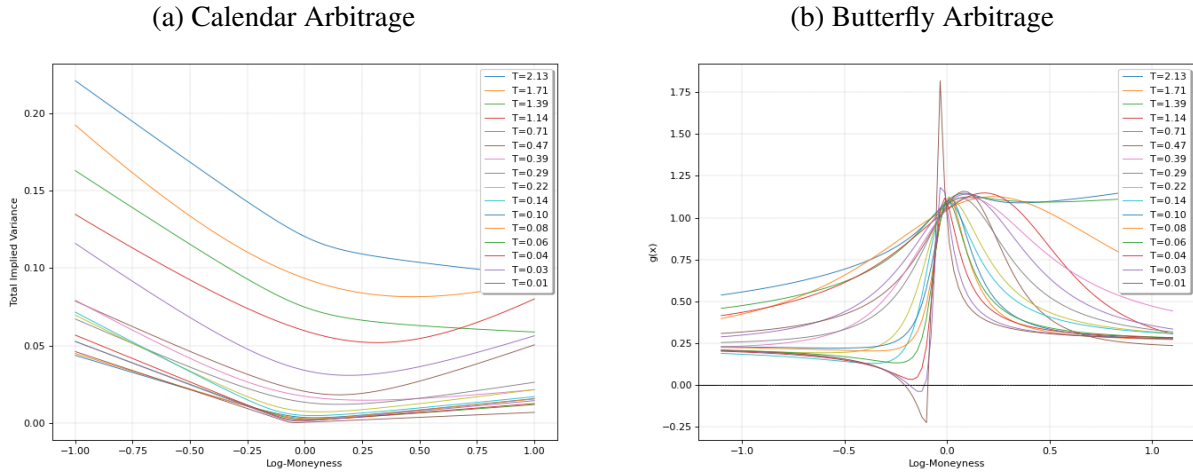 (a) Calendar Arbitrage
Total Implied Variance
0.20
0.15
0.10
0.05
0.00
−1.00
−0.75
−0.50
−0.25
0.00
0.25
0.50
0.75
1.00
Log-Moneyness
T=2.13
T=1.71
T=1.39
T=1.14
T=0.71
T=0.47
T=0.39
T=0.29
T=0.22
T=0.14
T=0.10
T=0.08
T=0.06
T=0.04
T=0.03
T=0.01
(b) Butterfly Arbitrage
g(x)
1.75
1.50
1.25
1.00
0.75
0.50
0.25
0.00
−0.25
−1.0
−0.5
0.0
0.5
1.0
Log-Moneyness
T=2.13
T=1.71
T=1.39
T=1.14
T=0.71
T=0.47
T=0.39
T=0.29
T=0.22
T=0.14
T=0.10
T=0.08
T=0.06
T=0.04
T=0.03
T=0.01